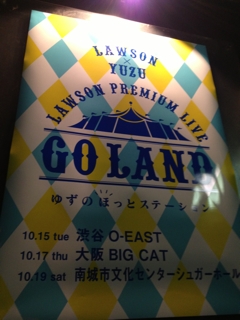 LAWSON
×
YUZU
LAWSON PREMIUM LIVE
GO LAND
ゆずのほっとステーション
10.15 tue 渋谷 O-EAST
10.17 thu 大阪 BIG CAT
10.19 sat 南城市文化センターシュガーホール